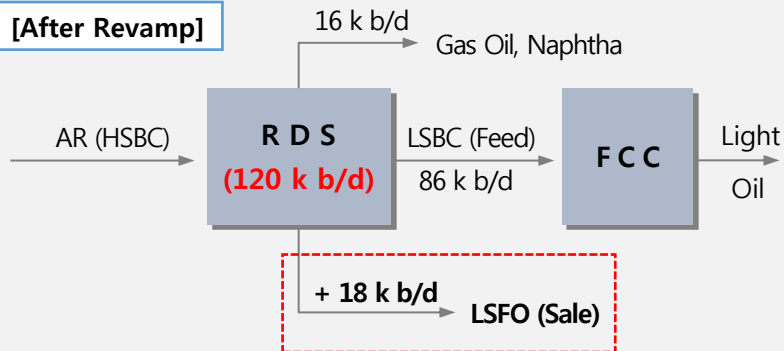 [After Revamp]
16 k b/d
Gas Oil, Naphtha
AR (HSBC)
R D S
(120 k b/d)
LSBC (Feed)
86 k b/d
F C C
Light
Oil
+ 18 k b/d
LSFO (Sale)